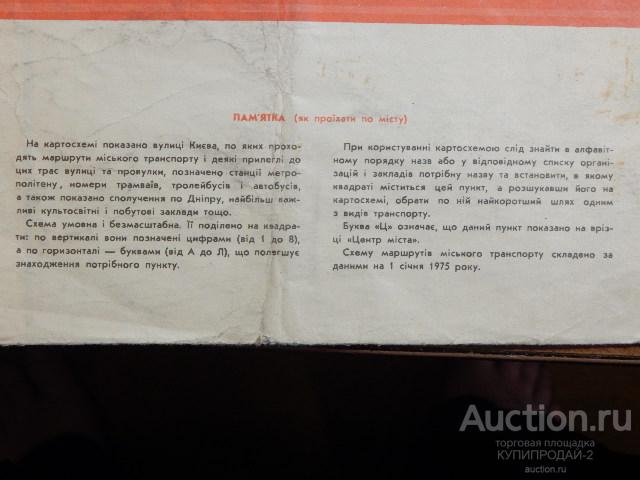 ПАМ'ЯТКА (як проїхати по місту)
На картосхемі показано вулиці Києва, по яких прохо-
дять маршрути міського транспорту і деякі прилеглі до
цих трас вулиці та провулки, позначено станції метро-
політену, номери трамваїв, тролейбусів і автобусів,
а також показано сполучення по Дніпру, найбільш важ-
ливі культосвітні і побутові заклади тощо.
Схема умовна і безмасштабна. Її поділено на квадра-
ти: по вертикалі вони позначені цифрами (від 1 до 8),
а по горизонталі — буквами (від А до Л), що полегшує
знаходження потрібного пункту.
При користуванні картосхемою слід знайти в алфавіт-
ному порядку назв або у відповідному списку органі-
зацій і закладів потрібну назву та встановити, в якому
квадраті міститься цей пункт, а розшукавши його на
картосхемі, обрати по ній найкоротший шлях одним
з видів транспорту.
Буква «Ц» означає, що даний пункт показано на вріз-
ці «Центр міста».
Схему маршрутів міського транспорту складено за
даними на 1 січня 1975 року.
Auction.ru
торговая площадка
КУПИПРОДАЙ-2
auction.ru